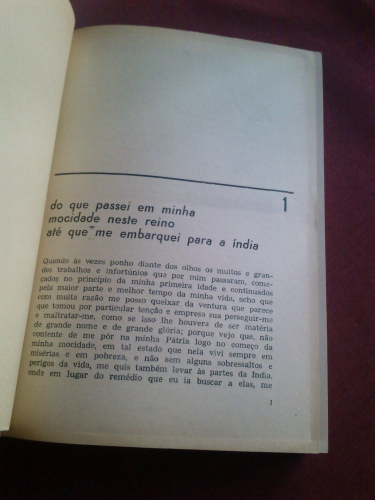 1
do que passei em minha
mocidade neste reino
até que me embarquei para a índia
Quando às vezes ponho diante dos olhos os muitos e gran-
des trabalhos e infortúnios que por mim passaram, come-
çados no princípio da minha primeira idade e continuados
pela maior parte e melhor tempo da minha vida, acho que
com muita razão me posso queixar da ventura que parece
que tomou por particular tenção e empresa sua perseguir-me
e maltratar-me, como se isso lhe houvera de ser matéria
de grande nome e de grande glória; porque vejo que, não
contente de me pôr na minha Pátria logo no começo da
minha mocidade, em tal estado que nela vivi sempre em
misérias e em pobreza, e não sem alguns sobressaltos e
perigos da vida, me quis também levar às partes da Índia,
onde em lugar do remédio que eu ia buscar a elas, me
1